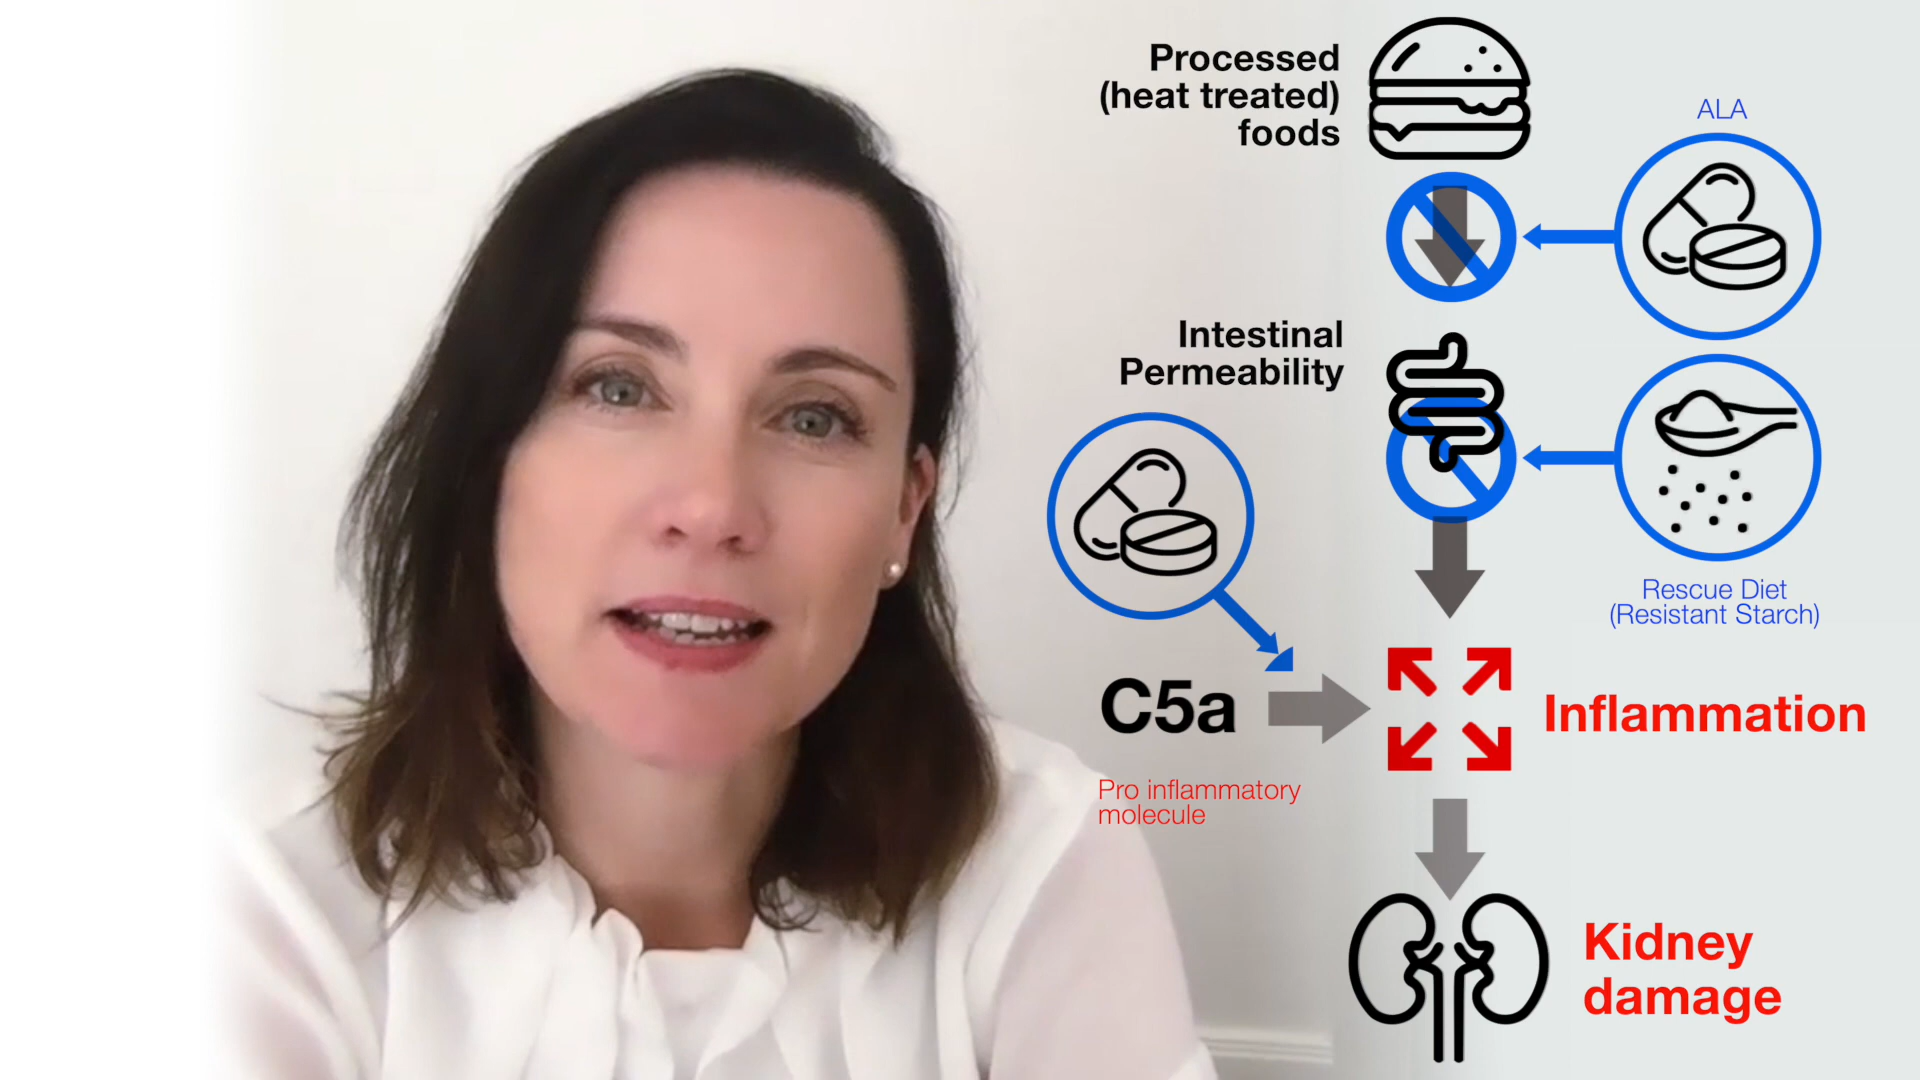 Processed
(heat treated)
foods
ALA
Intestinal
Permeability
Rescue Diet
(Resistant Starch)
C5a
Inflammation
Pro inflammatory
molecule
Kidney
damage